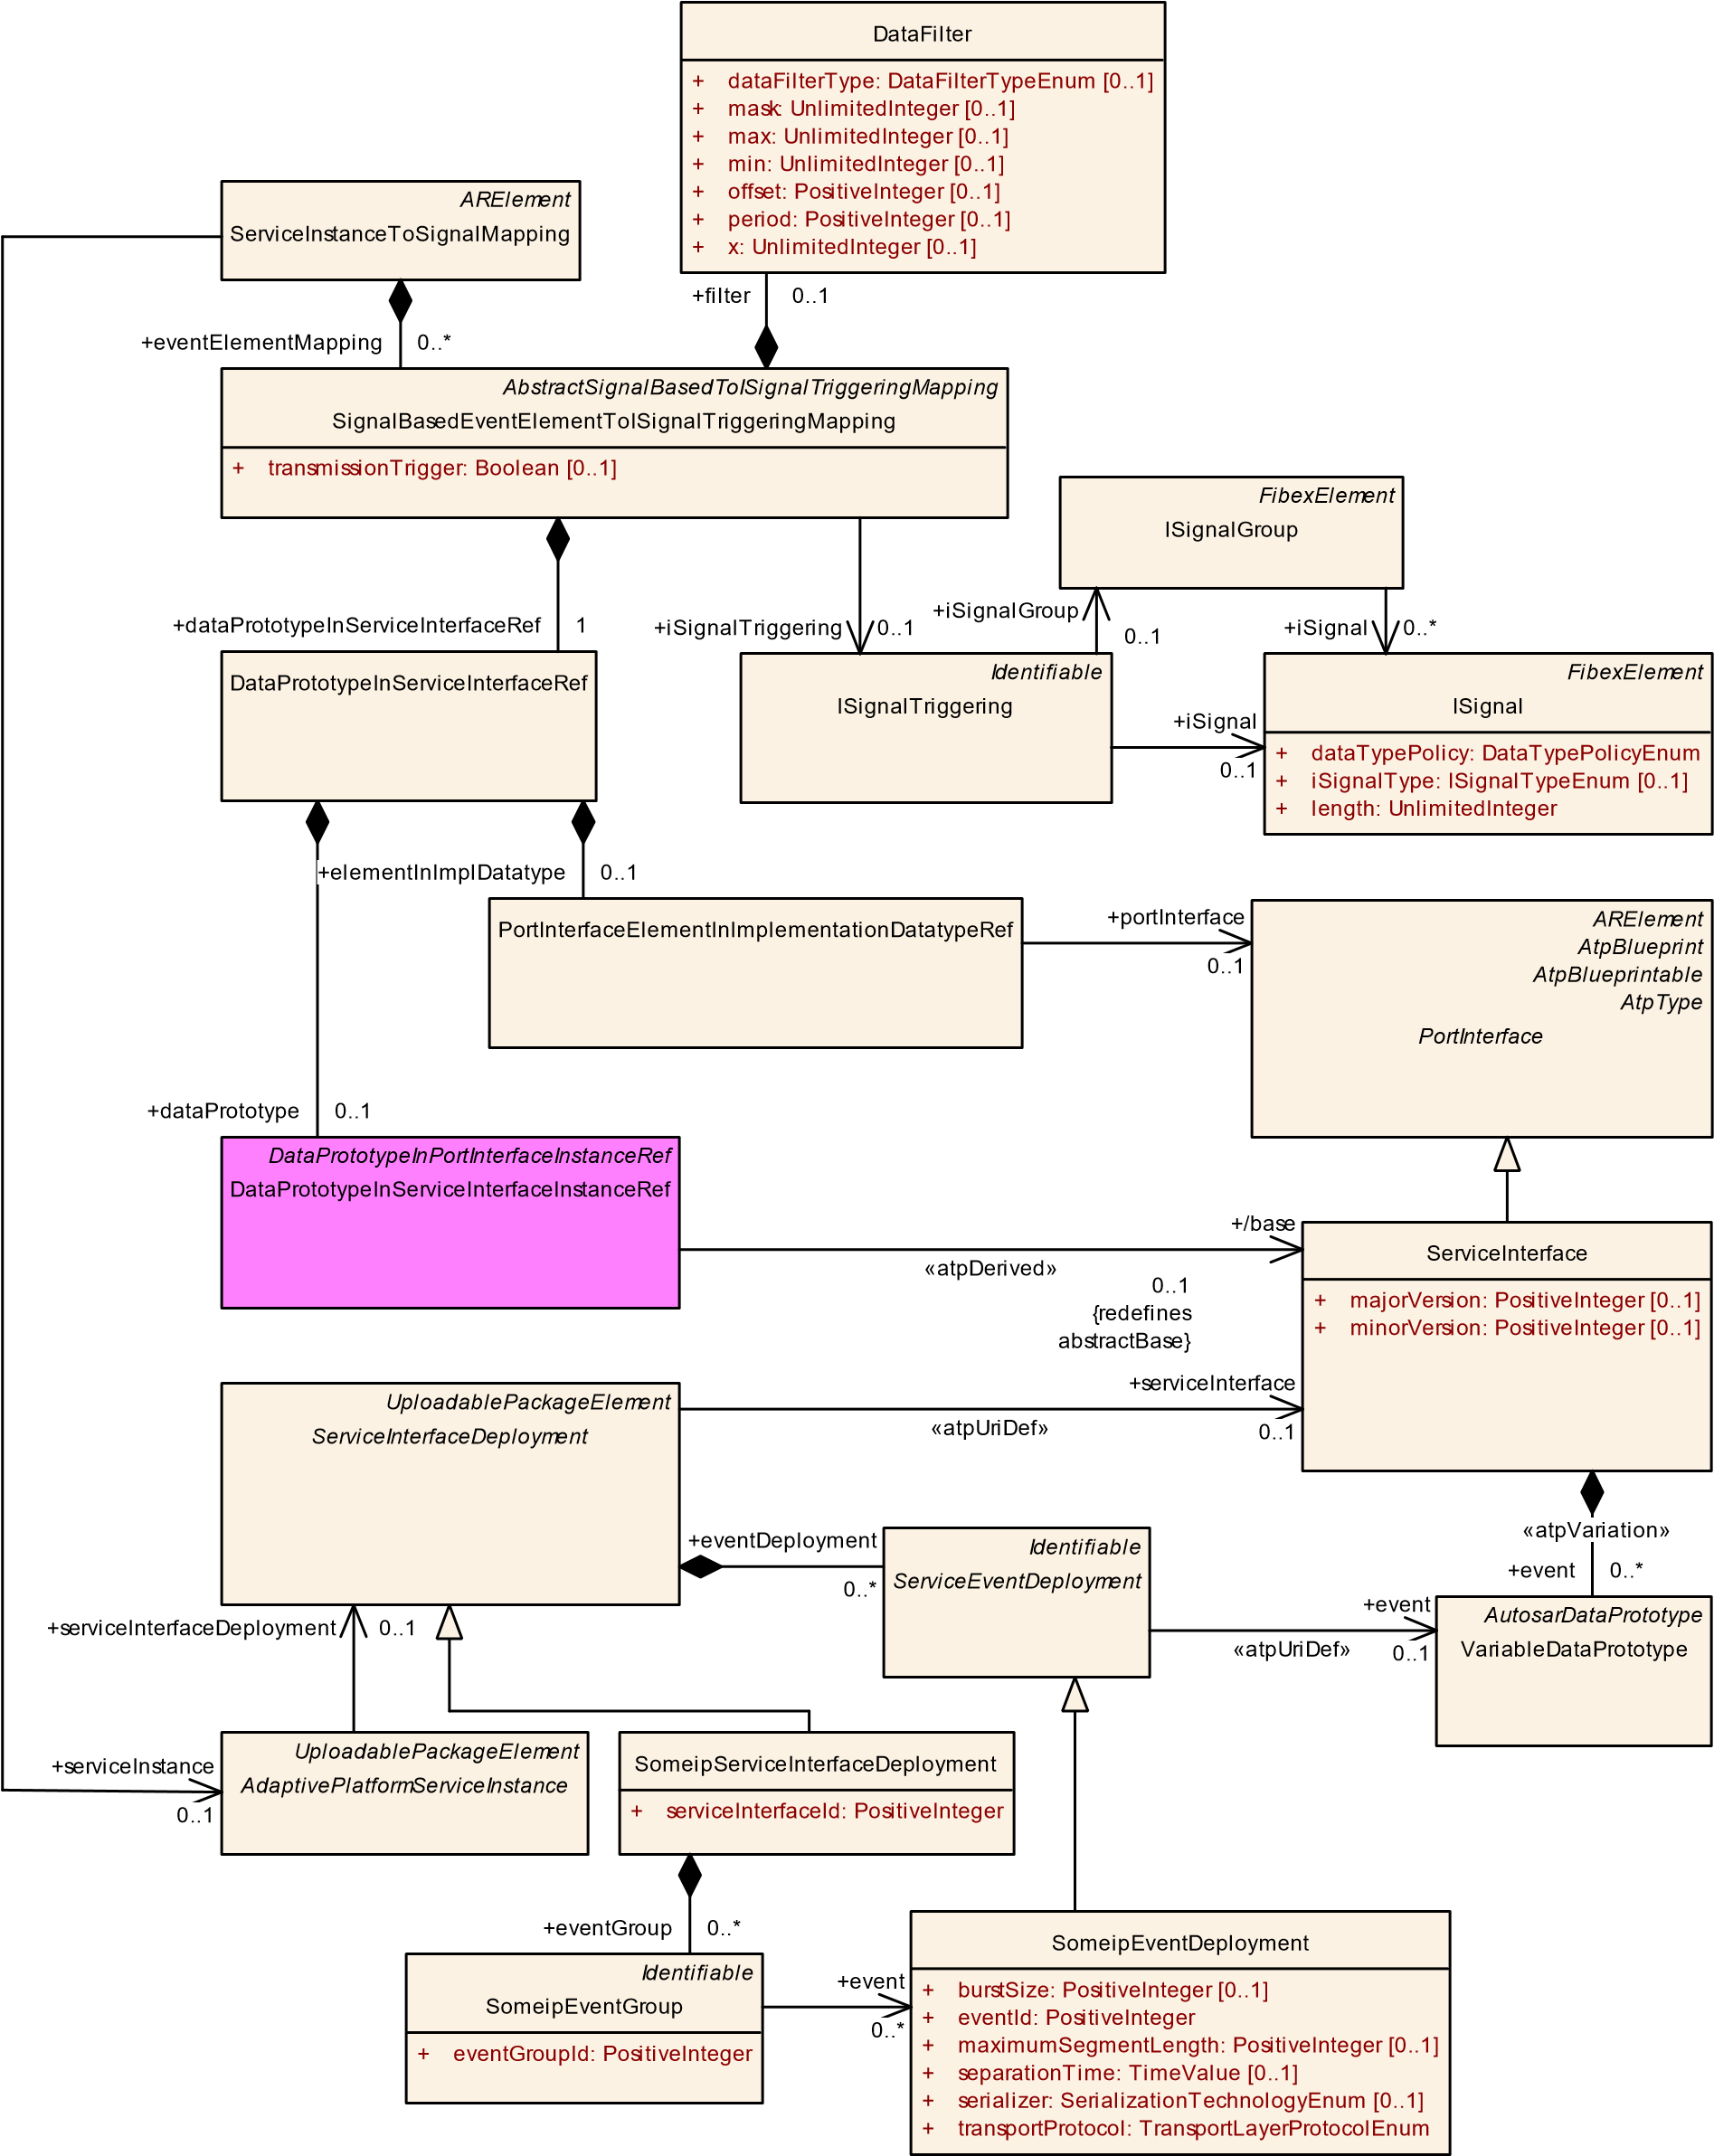 DataFilter
+ dataFilterType: DataFilterTypeEnum [0..1]
+ mask: UnlimitedInteger [0..1]
+ max: UnlimitedInteger [0..1]
+ min: UnlimitedInteger [0..1]
+ offset: PositiveInteger [0..1]
+ period: PositiveInteger [0..1]
+ x: UnlimitedInteger [0..1]
ARElement
ServiceInstanceToSignalMapping
+filter 0..1
+eventElementMapping 0..*
AbstractSignalBasedToISignalTriggeringMapping
SignalBasedEventElementToISignalTriggeringMapping
+ transmissionTrigger: Boolean [0..1]
FibexElement
ISignalGroup
+dataPrototypeInServiceInterfaceRef 1
+iSignalTriggering 0..1
+iSignalGroup
0..1
+iSignal 0..*
DataPrototypeInServiceInterfaceRef
Identifiable
ISignalTriggering
+iSignal
0..1
FibexElement
ISignal
+ dataTypePolicy: DataTypePolicyEnum
+ iSignalType: ISignalTypeEnum [0..1]
+ length: UnlimitedInteger
+elementInImplDatatype 0..1
PortInterfaceElementInImplementationDatatypeRef
+portInterface
0..1
ARElement
AtpBlueprint
AtpBlueprintable
AtpType
PortInterface
+dataPrototype 0..1
DataPrototypeInPortInterfaceInstanceRef
DataPrototypeInServiceInterfaceInstanceRef
+/base
«atpDerived»
0..1
{redefines
abstractBase}
ServiceInterface
+ majorVersion: PositiveInteger [0..1]
+ minorVersion: PositiveInteger [0..1]
UploadablePackageElement
ServiceInterfaceDeployment
+serviceInterface
«atpUriDef»
0..1
+eventDeployment
0..*
Identifiable
ServiceEventDeployment
«atpVariation»
+event 0..*
+event
«atpUriDef»
0..1
AutosarDataPrototype
VariableDataPrototype
+serviceInterfaceDeployment 0..1
+serviceInstance
0..1
UploadablePackageElement
AdaptivePlatformServiceInstance
SomeipServiceInterfaceDeployment
+ serviceInterfaceId: PositiveInteger
+eventGroup 0..*
Identifiable
SomeipEventGroup
+ eventGroupId: PositiveInteger
+event
0..*
SomeipEventDeployment
+ burstSize: PositiveInteger [0..1]
+ eventId: PositiveInteger
+ maximumSegmentLength: PositiveInteger [0..1]
+ separationTime: TimeValue [0..1]
+ serializer: SerializationTechnologyEnum [0..1]
+ transportProtocol: TransportLayerProtocolEnum